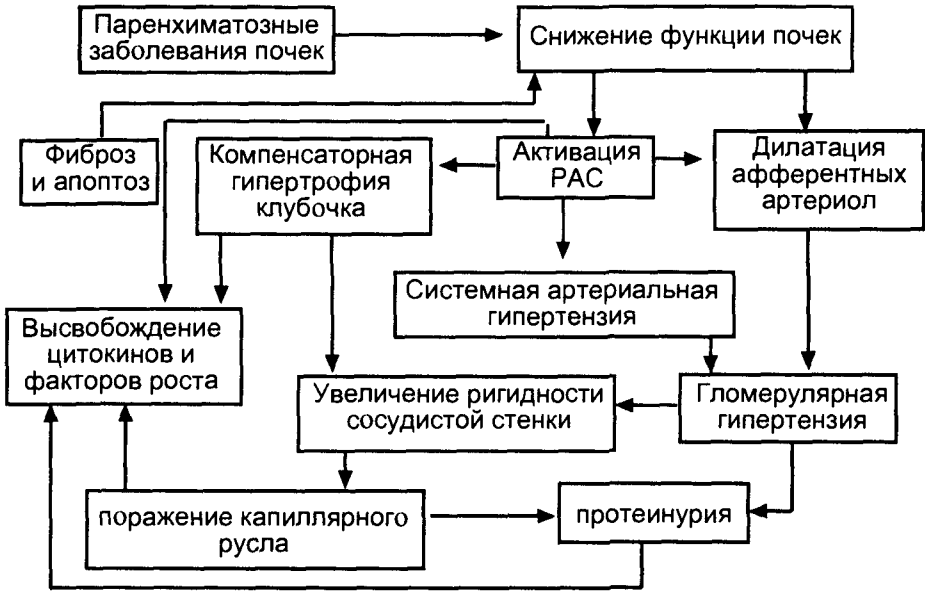 Паренхиматозные
заболевания почек
Снижение функции почек
Фиброз
и апоптоз
Компенсаторная
гипертрофия
клубочка
Активация
РАС
Дилатация
афферентных
артериол
Системная артериальная
гипертензия
Высвобождение
цитокинов и
факторов роста
Увеличение ригидности
сосудистой стенки
Гломерулярная
гипертензия
поражение капиллярного
русла
протеинурия